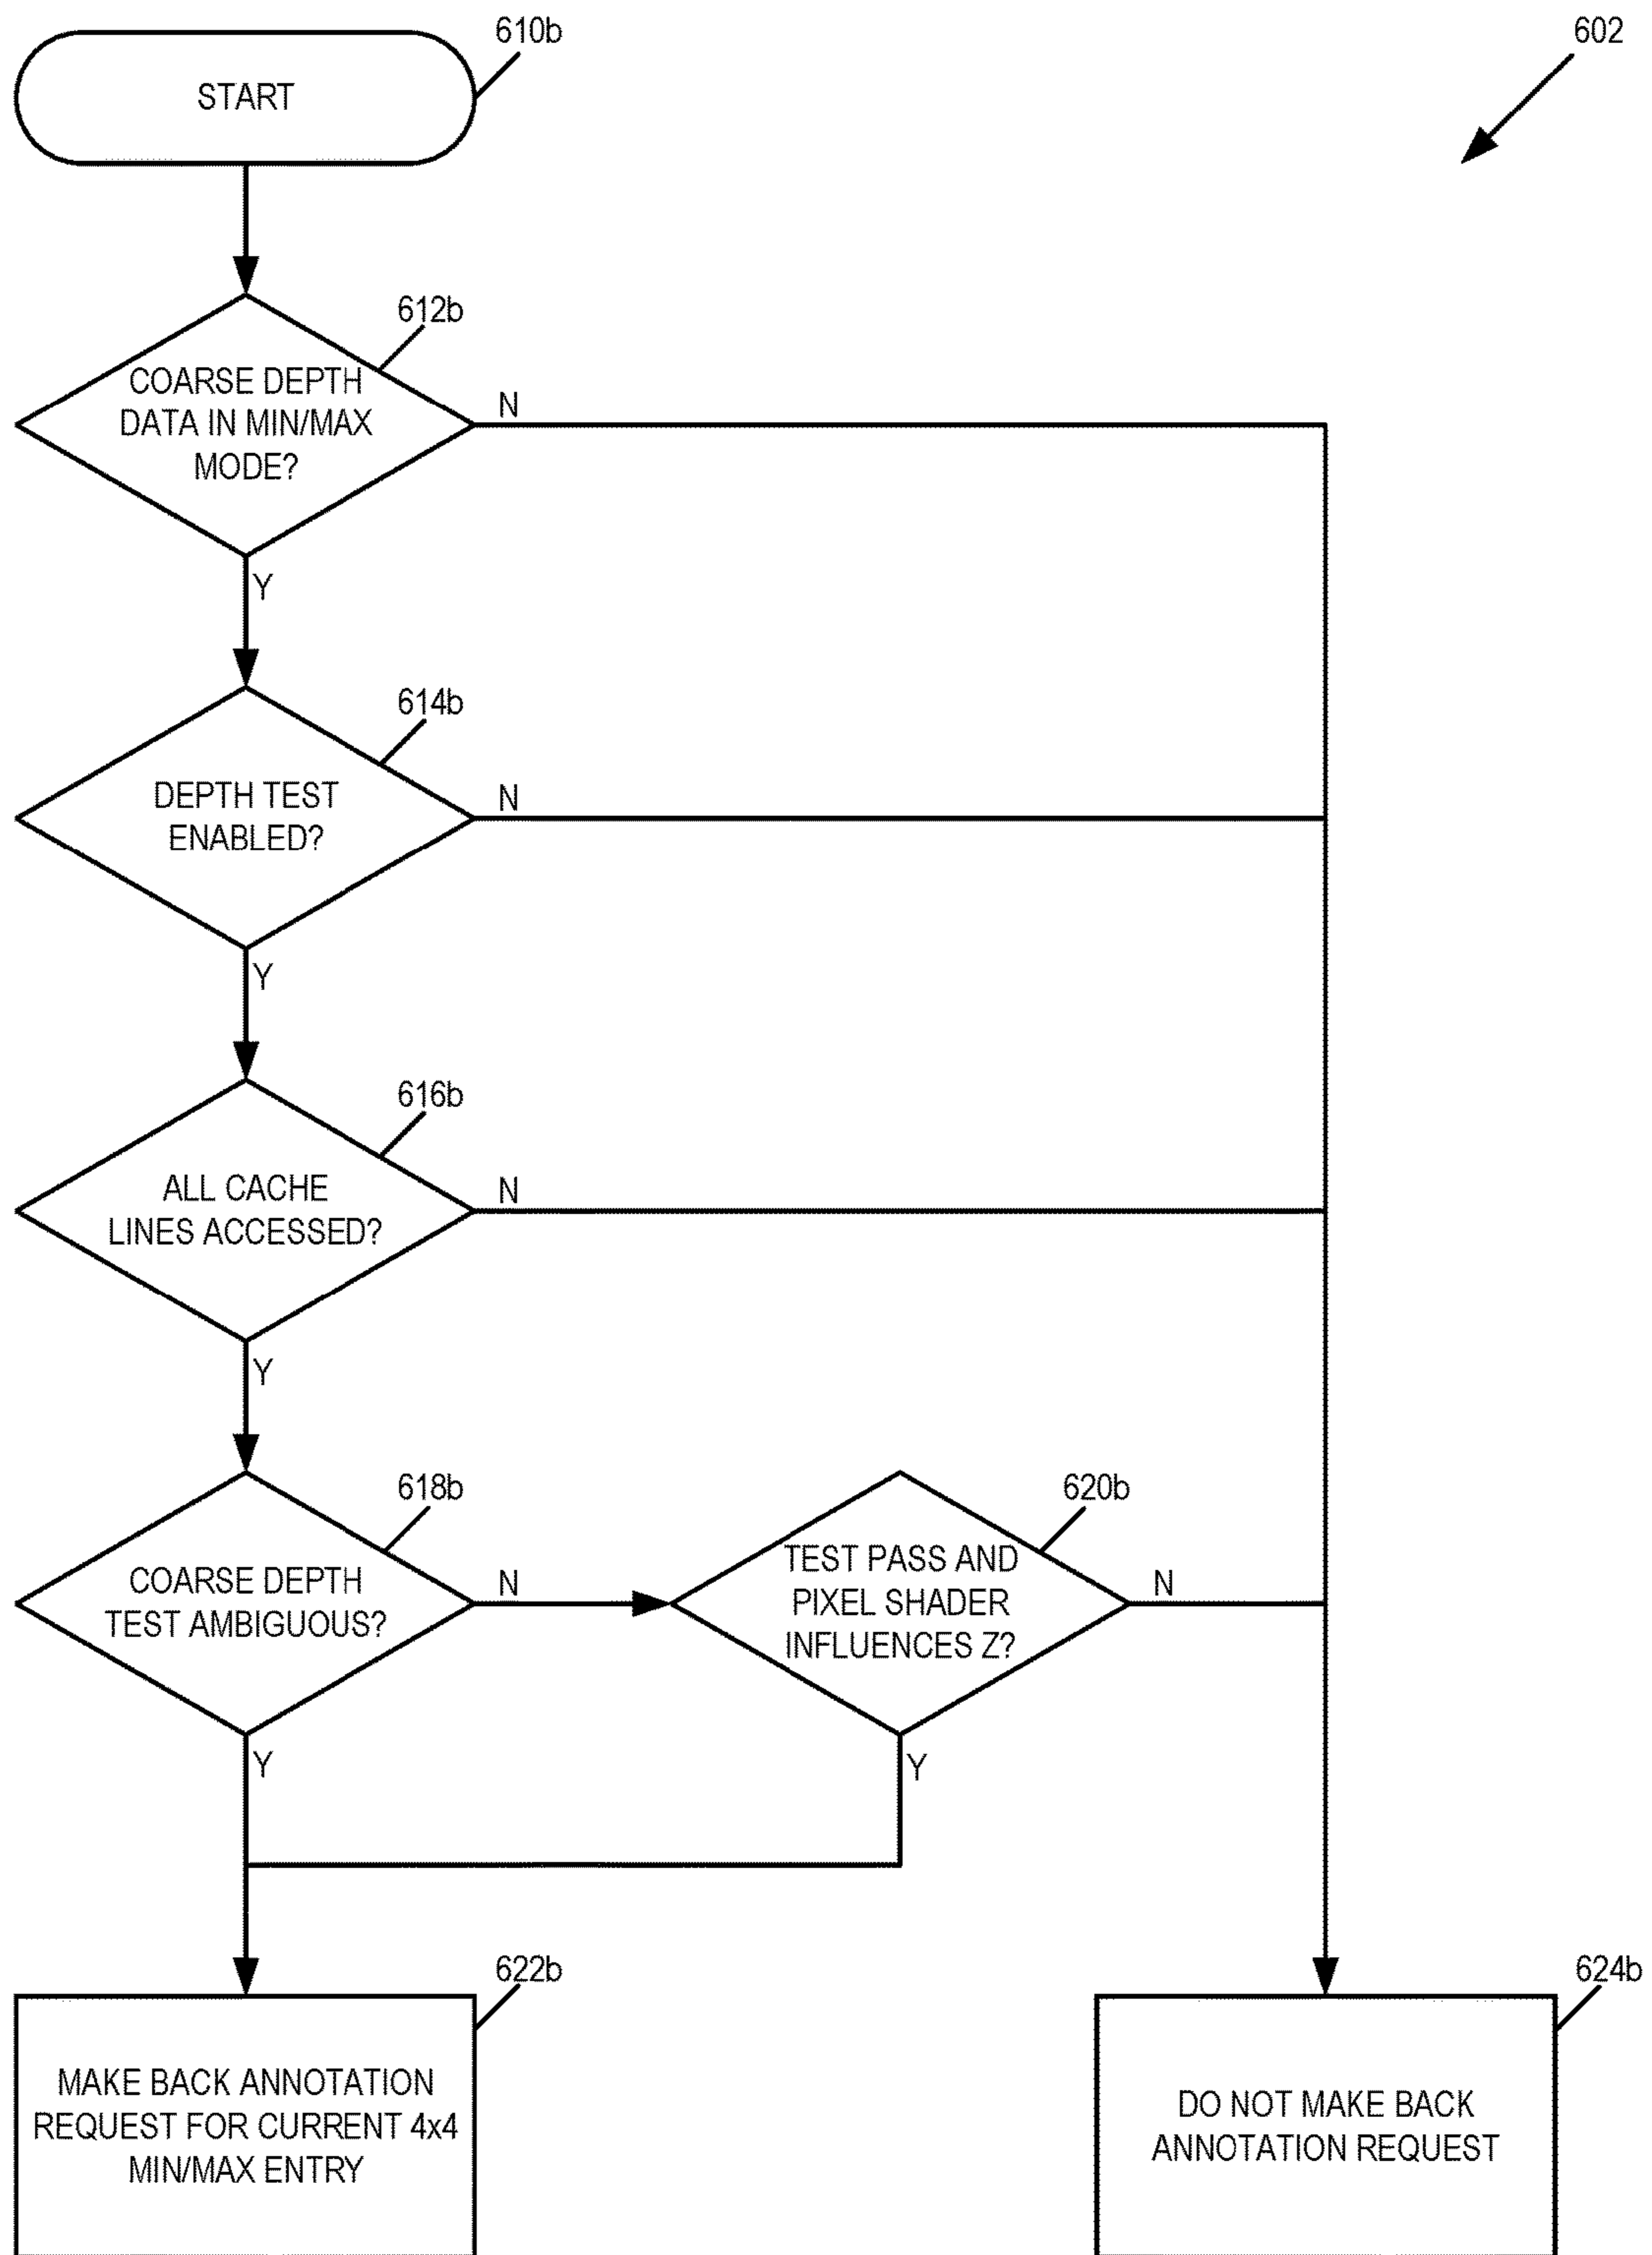 610b
602
START
612b
COARSE DEPTH
DATA IN MIN/MAX
MODE?
N
Y
614b
DEPTH TEST
ENABLED?
N
Y
616b
ALL CACHE
LINES ACCESSED?
N
Y
618b
COARSE DEPTH
TEST AMBIGUOUS?
N
620b
TEST PASS AND
PIXEL SHADER
INFLUENCES Z?
N
Y
Y
622b
MAKE BACK ANNOTATION
REQUEST FOR CURRENT 4x4
MIN/MAX ENTRY
624b
DO NOT MAKE BACK
ANNOTATION REQUEST